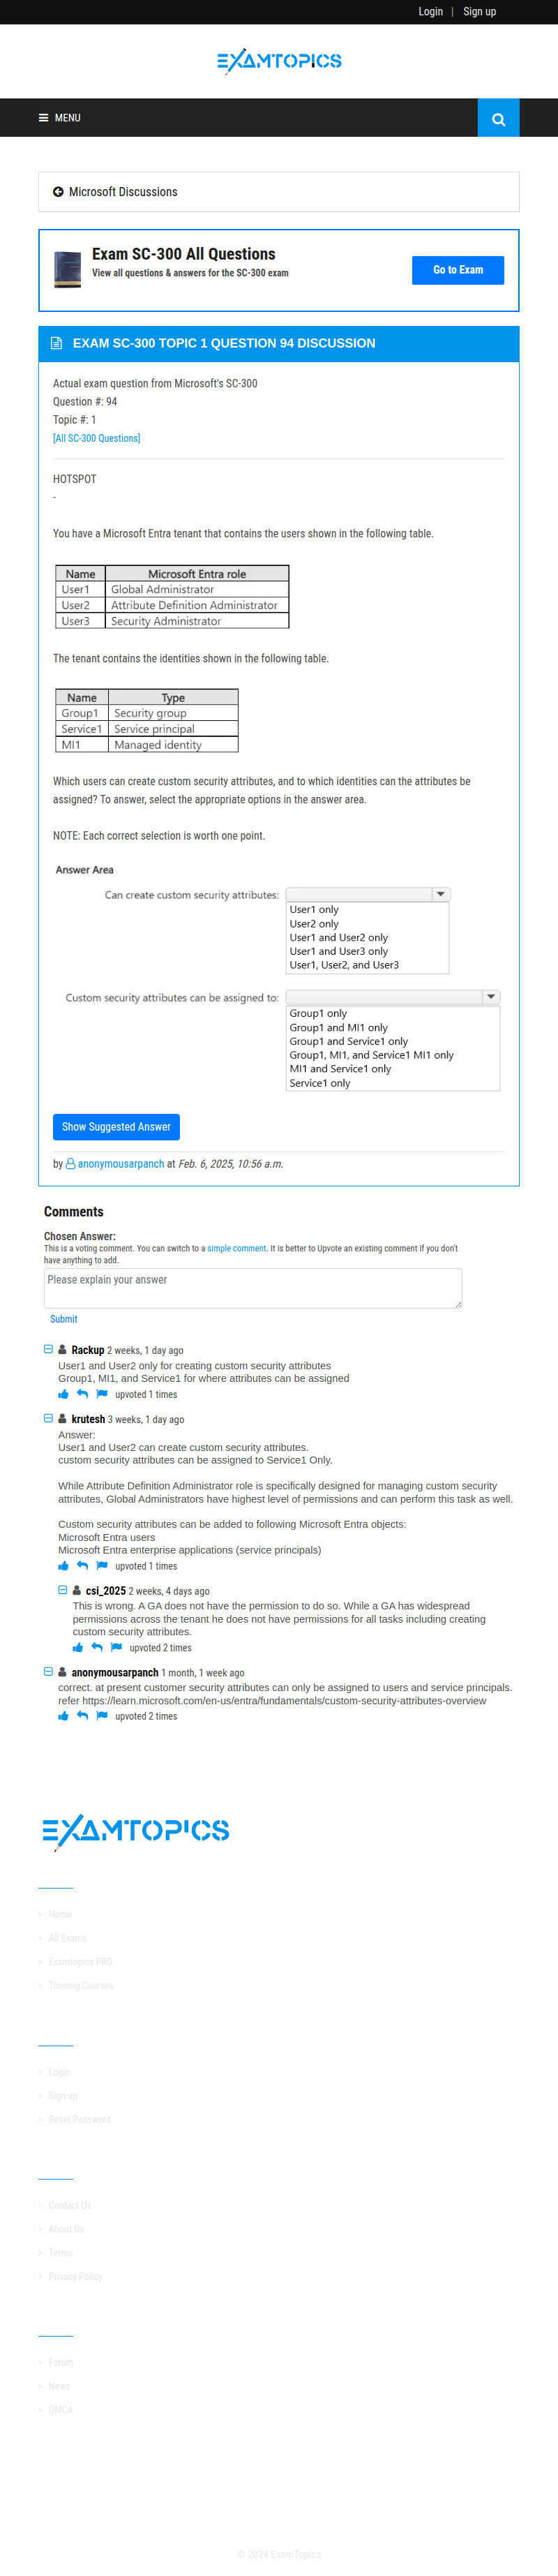 Login | Sign up
EXAMTOPICS
MENU
Microsoft Discussions
Exam SC-300 All Questions
View all questions & answers for the SC-300 exam
Go to Exam
EXAM SC-300 TOPIC 1 QUESTION 94 DISCUSSION
Actual exam question from Microsoft's SC-300
Question #: 94
Topic #: 1
[All SC-300 Questions]
HOTSPOT
-
You have a Microsoft Entra tenant that contains the users shown in the following table.
Name Microsoft Entra role
User1 Global Administrator
User2 Attribute Definition Administrator
User3 Security Administrator
The tenant contains the identities shown in the following table.
Name Type
Group1 Security group
Service1 Service principal
MI1 Managed identity
Which users can create custom security attributes, and to which identities can the attributes be
assigned? To answer, select the appropriate options in the answer area.
NOTE: Each correct selection is worth one point.
Answer Area
Can create custom security attributes:
User1 only
User2 only
User1 and User2 only
User1 and User3 only
User1, User2, and User3
Custom security attributes can be assigned to:
Group1 only
Group1 and MI1 only
Group1 and Service1 only
Group1, MI1, and Service1 MI1 only
MI1 and Service1 only
Service1 only
Show Suggested Answer
by anonymousarpanch at Feb. 6, 2025, 10:56 a.m.
Comments
Chosen Answer:
This is a voting comment. You can switch to a simple comment. It is better to Upvote an existing comment if you don't
have anything to add.
Please explain your answer
Submit
Rackup 2 weeks, 1 day ago
User1 and User2 only for creating custom security attributes
Group1, MI1, and Service1 for where attributes can be assigned
upvoted 1 times
krutesh 3 weeks, 1 day ago
Answer:
User1 and User2 can create custom security attributes.
custom security attributes can be assigned to Service1 Only.
While Attribute Definition Administrator role is specifically designed for managing custom security
attributes, Global Administrators have highest level of permissions and can perform this task as well.
Custom security attributes can be added to following Microsoft Entra objects:
Microsoft Entra users
Microsoft Entra enterprise applications (service principals)
upvoted 1 times
csi_2025 2 weeks, 4 days ago
This is wrong. A GA does not have the permission to do so. While a GA has widespread
permissions across the tenant he does not have permissions for all tasks including creating
custom security attributes.
upvoted 2 times
anonymousarpanch 1 month, 1 week ago
correct. at present customer security attributes can only be assigned to users and service principals.
refer https://learn.microsoft.com/en-us/entra/fundamentals/custom-security-attributes-overview
upvoted 2 times
EXAMTOPICS
Home
All Exams
Examtopics PRO
Training Courses
Login
Sign up
Reset Password
Contact Us
About Us
Terms
Privacy Policy
Forum
News
DMCA
© 2024 ExamTopics